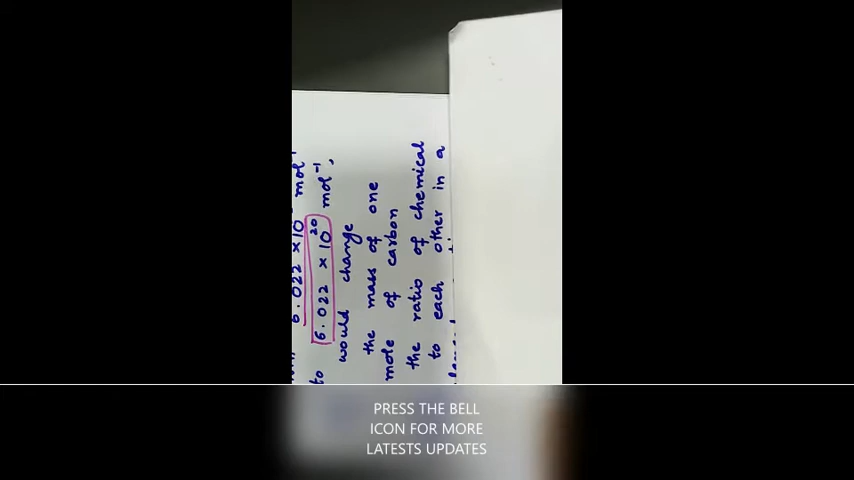 6.022 × 10 mol⁻¹
to 6.022 × 10²⁰ mol⁻¹,
would change
the mass of one
mole of carbon
the ratio of chemical
to each other in a
PRESS THE BELL
ICON FOR MORE
LATESTS UPDATES